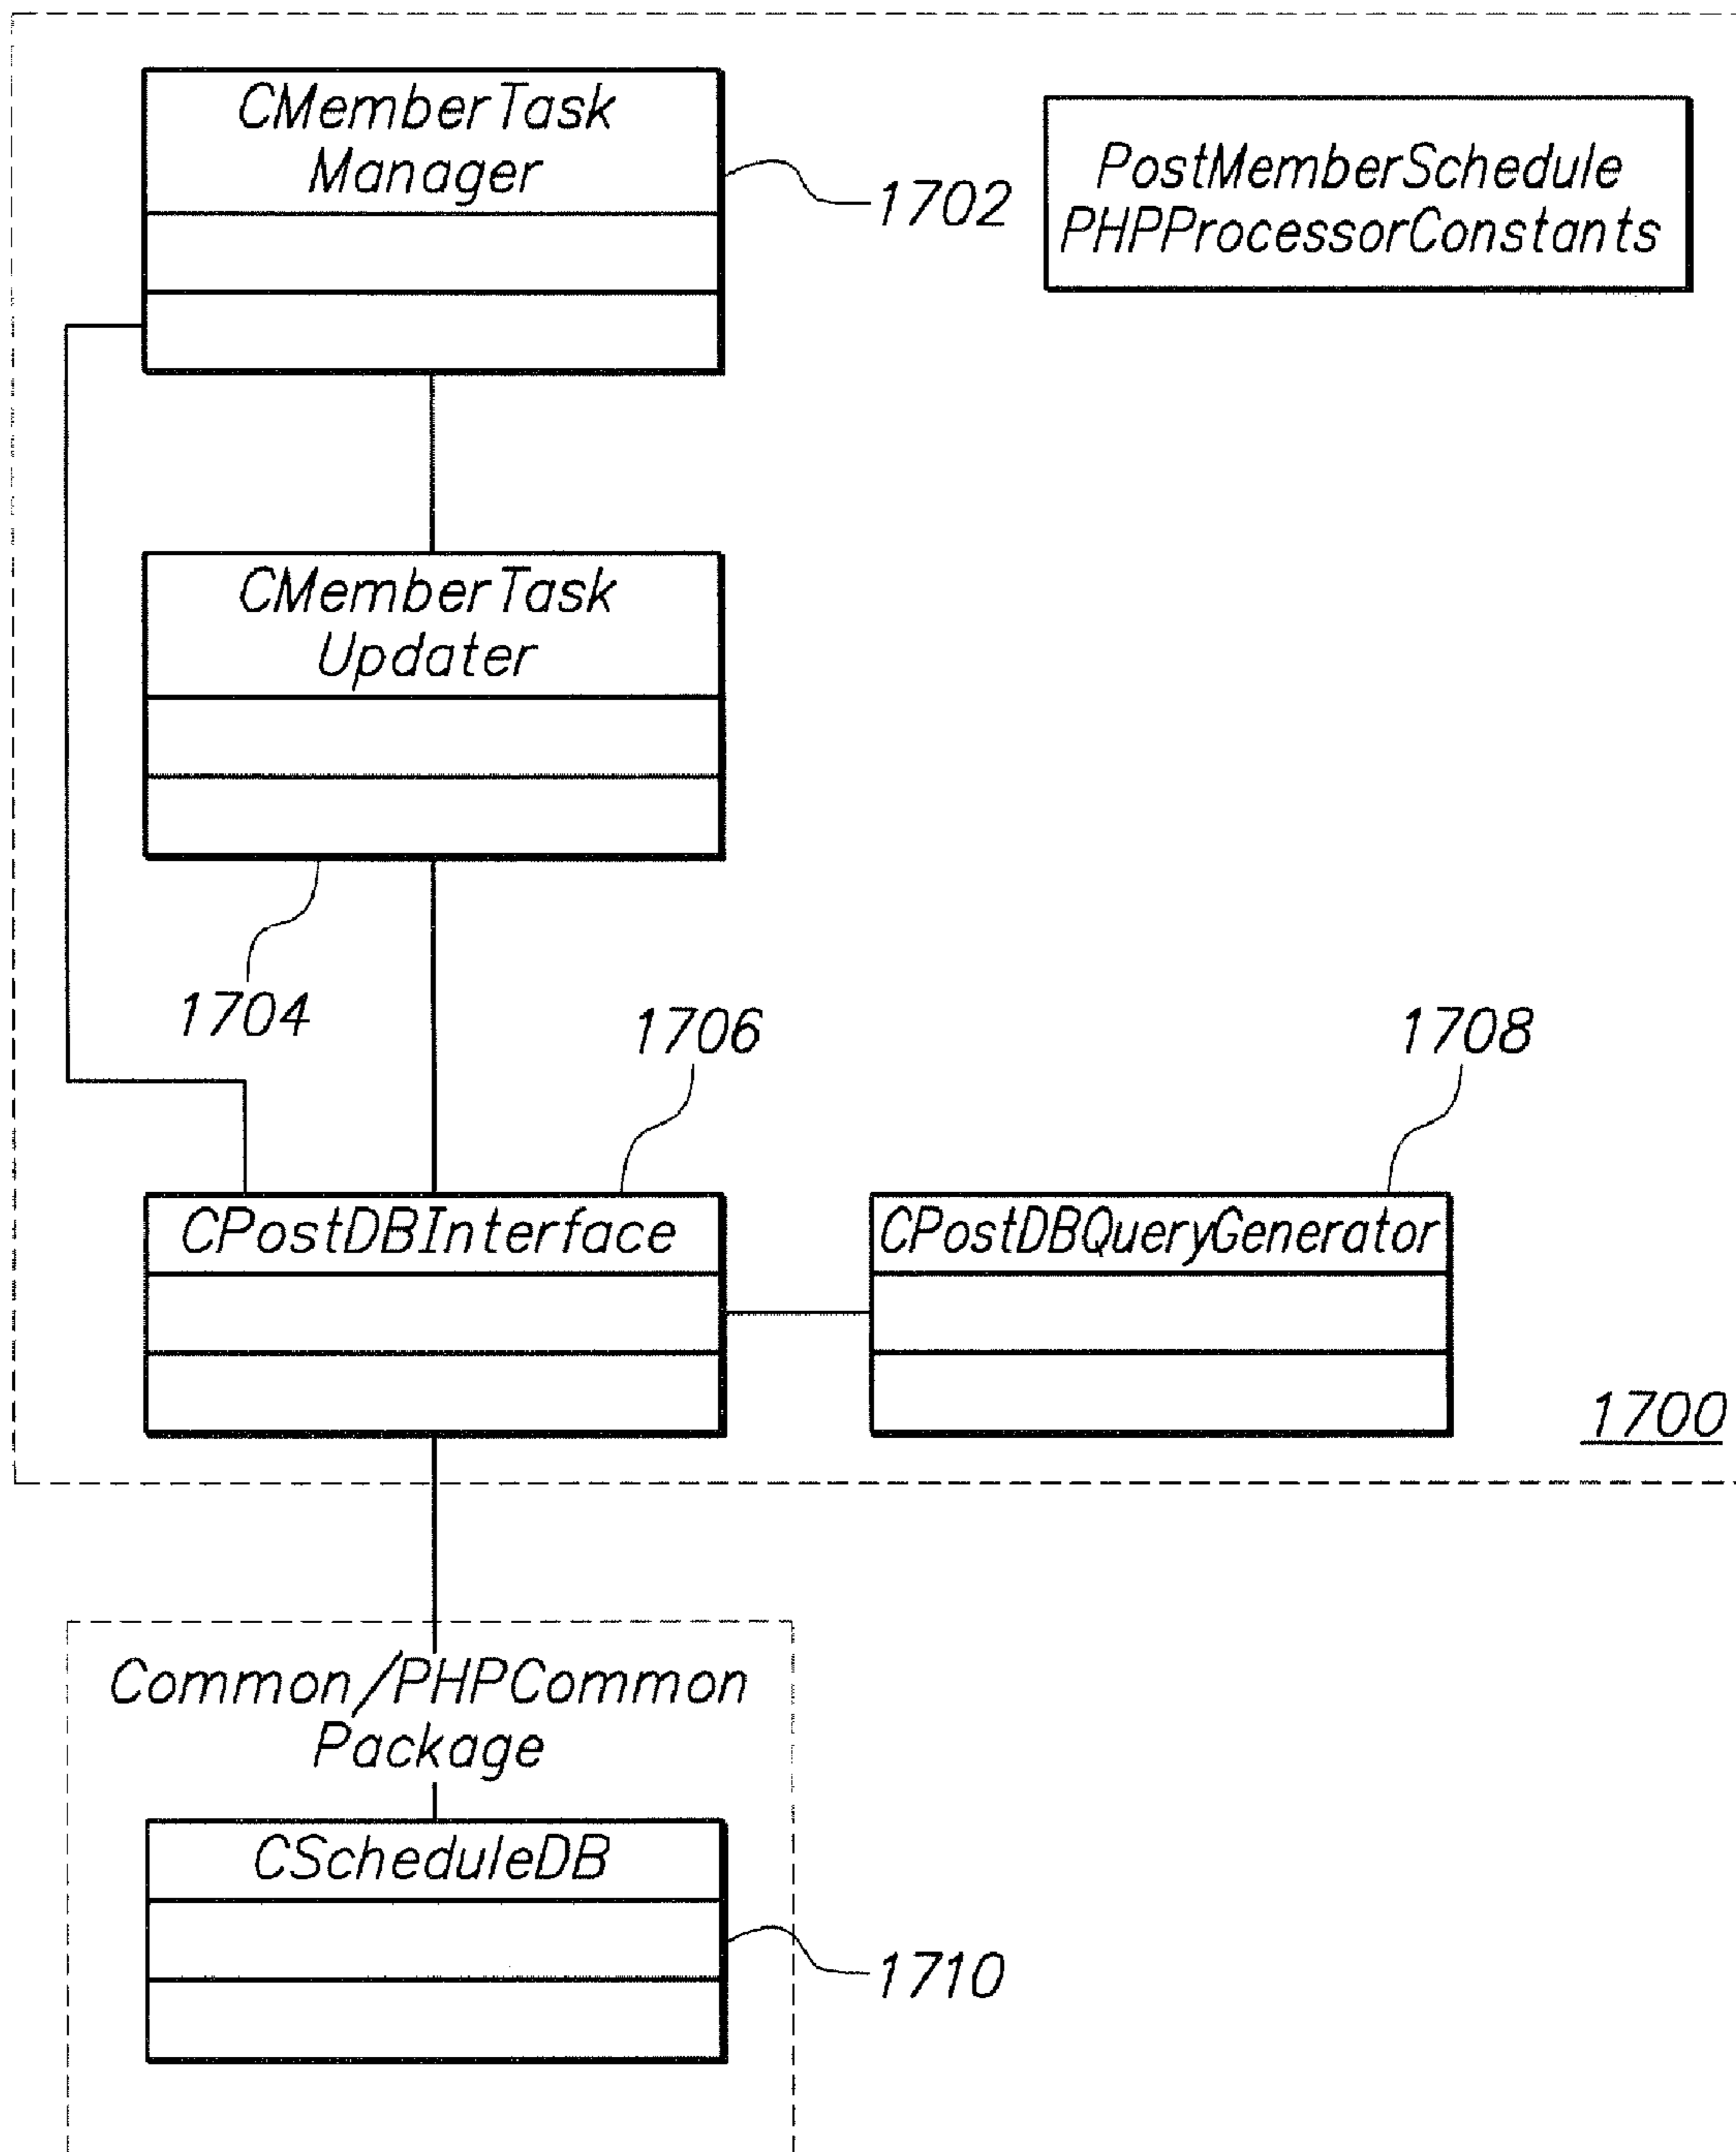 CMemberTask
Manager
1702
PostMemberSchedule
PHPProcessorConstants
CMemberTask
Updater
1704
1706
1708
CPostDBInterface
CPostDBQueryGenerator
1700
Common/PHPCommon
Package
CScheduleDB
1710